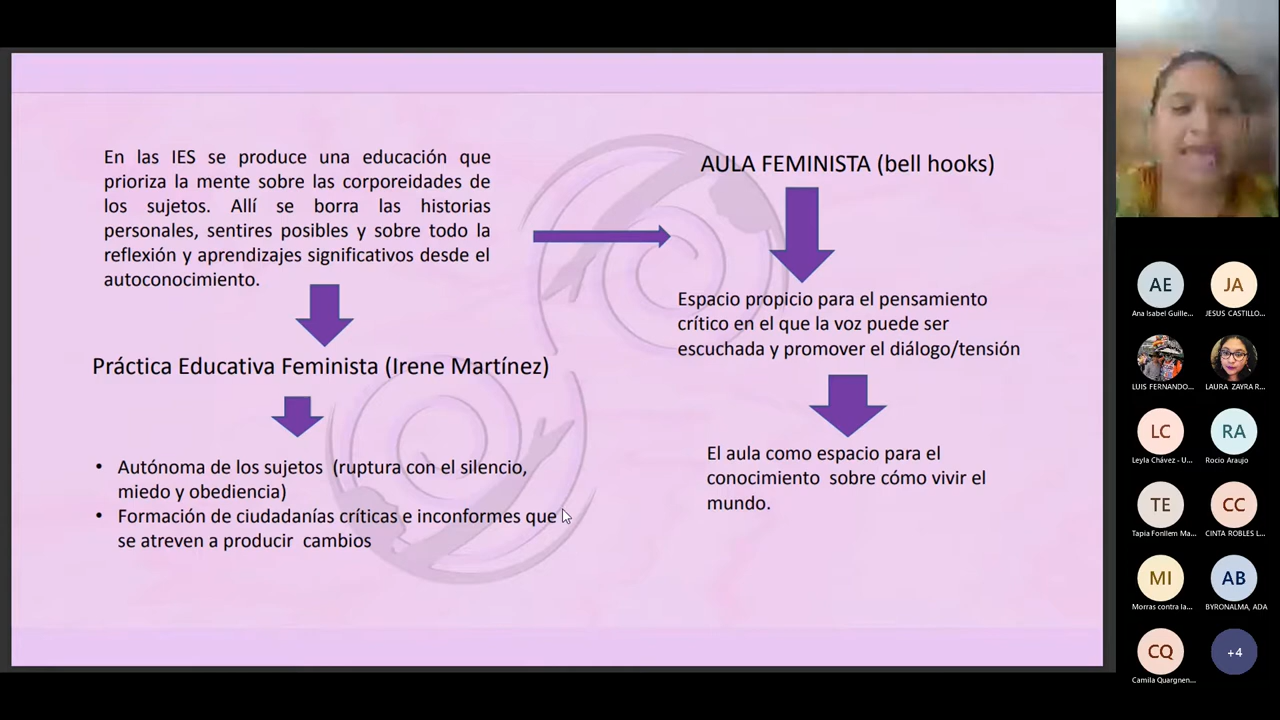 En las IES se produce una educación que
prioriza la mente sobre las corporeidades de
los sujetos. Allí se borra las historias
personales, sentires posibles y sobre todo la
reflexión y aprendizajes significativos desde el
autoconocimiento.
Práctica Educativa Feminista (Irene Martínez)
• Autónoma de los sujetos (ruptura con el silencio,
miedo y obediencia)
• Formación de ciudadanías críticas e inconformes que
se atreven a producir cambios
AULA FEMINISTA (bell hooks)
Espacio propicio para el pensamiento
crítico en el que la voz puede ser
escuchada y promover el diálogo/tensión
El aula como espacio para el
conocimiento sobre cómo vivir el
mundo.
AE
Ana Isabel Guille...
JA
JESUS CASTILLO...
LUIS FERNANDO...
LAURA ZAYRA R...
LC
Leyla Chávez - U...
RA
Rocio Araujo
TE
Tapia Fonllem Ma...
CC
CINTA ROBLES L...
MI
Morras contra la...
AB
BYRONALMA, ADA
CQ
Camila Quargnen...
+4